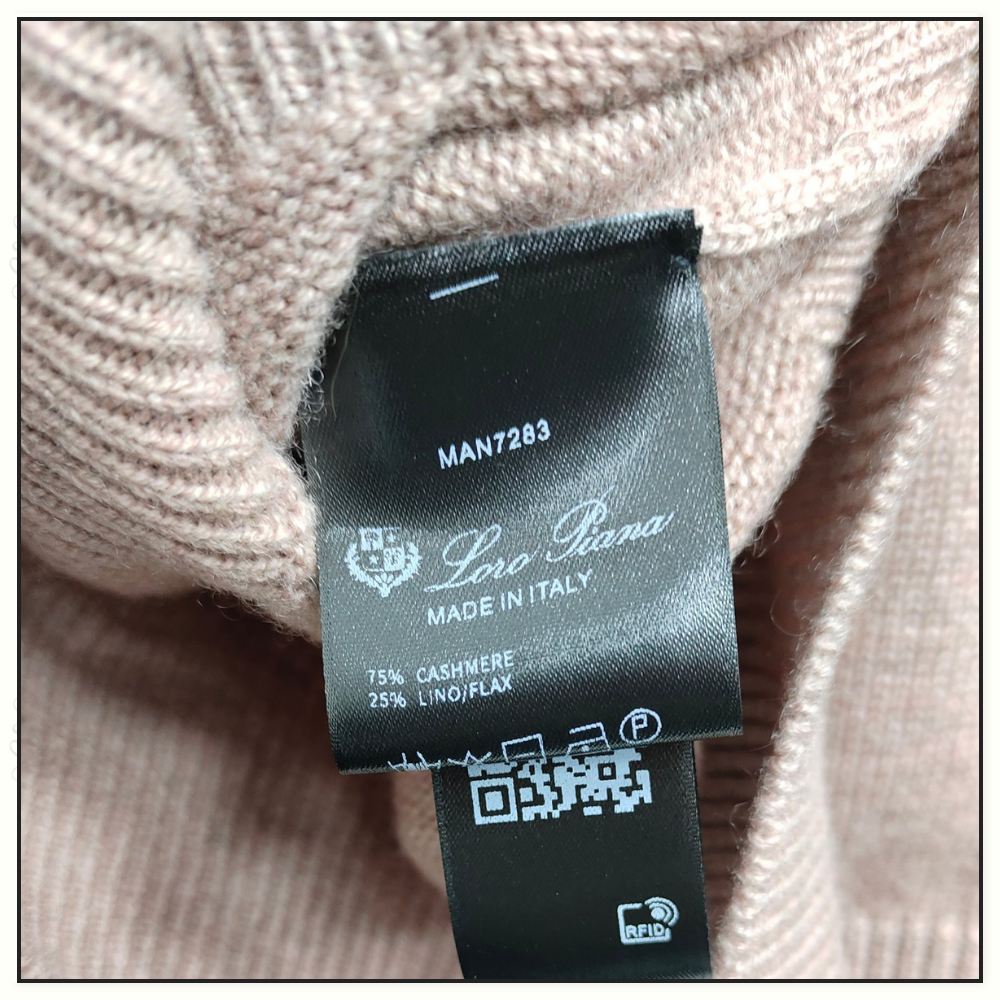 MAN7283
Loro Piana
MADE IN ITALY
75% CASHMERE
25% LINO/FLAX
P
RFID